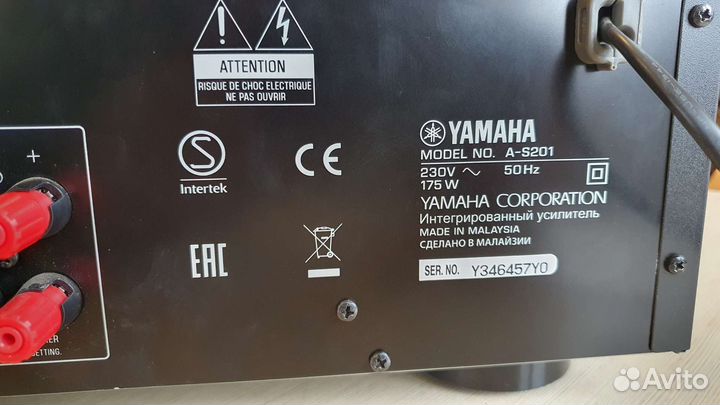 ATTENTION
RISQUE DE CHOC ELECTRIQUE
NE PAS OUVRIR
+
S
Intertek
CE
EAC
YAMAHA
MODEL NO. A-S201
230V ~ 50Hz
175 W
YAMAHA CORPORATION
Интегрированный усилитель
MADE IN MALAYSIA
СДЕЛАНО В МАЛАЙЗИИ
SER. NO. Y346457Y0
SETTING.
Avito